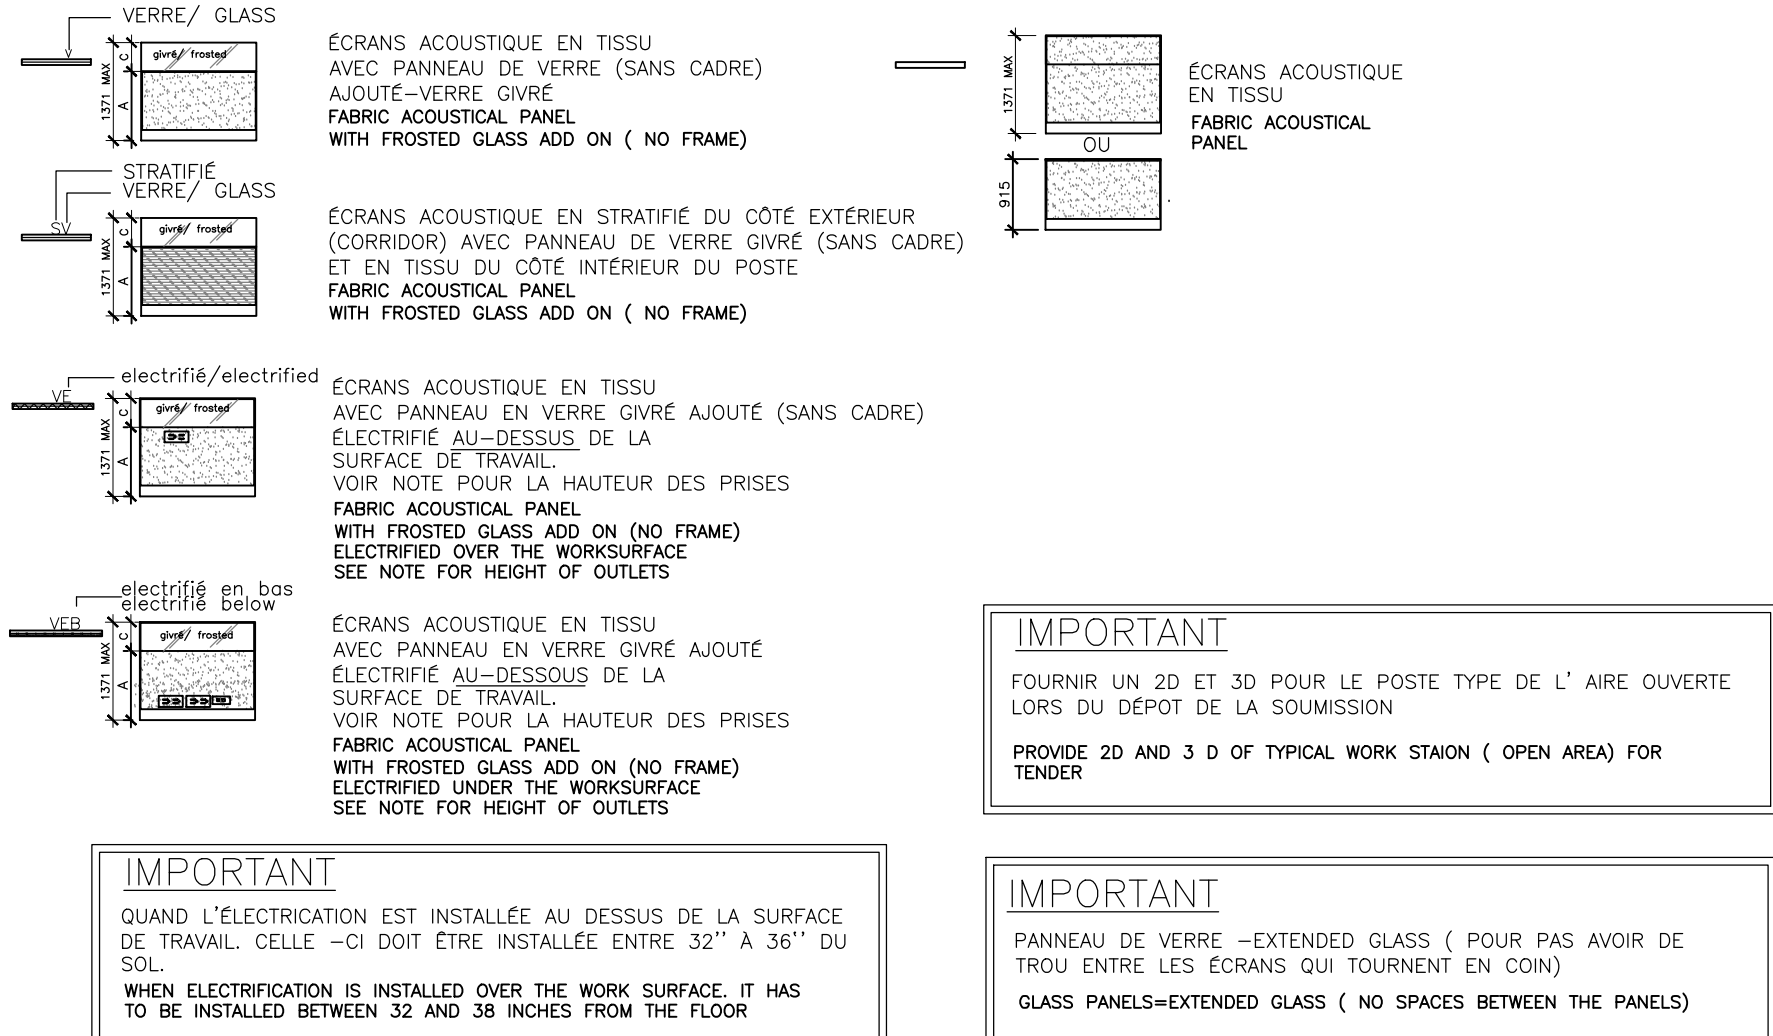 VERRE/ GLASS
V
givré/ frosted
C
A
1371 MAX
ÉCRANS ACOUSTIQUE EN TISSU
AVEC PANNEAU DE VERRE (SANS CADRE)
AJOUTÉ-VERRE GIVRÉ
FABRIC ACOUSTICAL PANEL
WITH FROSTED GLASS ADD ON ( NO FRAME)
1371 MAX
OU
915
ÉCRANS ACOUSTIQUE
EN TISSU
FABRIC ACOUSTICAL
PANEL
STRATIFIÉ
VERRE/ GLASS
SV
givré/ frosted
C
A
1371 MAX
ÉCRANS ACOUSTIQUE EN STRATIFIÉ DU CÔTÉ EXTÉRIEUR
(CORRIDOR) AVEC PANNEAU DE VERRE GIVRÉ (SANS CADRE)
ET EN TISSU DU CÔTÉ INTÉRIEUR DU POSTE
FABRIC ACOUSTICAL PANEL
WITH FROSTED GLASS ADD ON ( NO FRAME)
electrifié/electrified
VE
givré/ frosted
C
A
1371 MAX
ÉCRANS ACOUSTIQUE EN TISSU
AVEC PANNEAU EN VERRE GIVRÉ AJOUTÉ (SANS CADRE)
ÉLECTRIFIÉ AU-DESSUS DE LA
SURFACE DE TRAVAIL.
VOIR NOTE POUR LA HAUTEUR DES PRISES
FABRIC ACOUSTICAL PANEL
WITH FROSTED GLASS ADD ON (NO FRAME)
ELECTRIFIED OVER THE WORKSURFACE
SEE NOTE FOR HEIGHT OF OUTLETS
electrifié en bas
electrifié below
VEB
givré/ frosted
C
A
1371 MAX
ÉCRANS ACOUSTIQUE EN TISSU
AVEC PANNEAU EN VERRE GIVRÉ AJOUTÉ
ÉLECTRIFIÉ AU-DESSOUS DE LA
SURFACE DE TRAVAIL.
VOIR NOTE POUR LA HAUTEUR DES PRISES
FABRIC ACOUSTICAL PANEL
WITH FROSTED GLASS ADD ON (NO FRAME)
ELECTRIFIED UNDER THE WORKSURFACE
SEE NOTE FOR HEIGHT OF OUTLETS
IMPORTANT
FOURNIR UN 2D ET 3D POUR LE POSTE TYPE DE L' AIRE OUVERTE
LORS DU DÉPOT DE LA SOUMISSION
PROVIDE 2D AND 3 D OF TYPICAL WORK STAION ( OPEN AREA) FOR
TENDER
IMPORTANT
QUAND L'ÉLECTRICATION EST INSTALLÉE AU DESSUS DE LA SURFACE
DE TRAVAIL. CELLE -CI DOIT ÊTRE INSTALLÉE ENTRE 32'' À 36'' DU
SOL.
WHEN ELECTRIFICATION IS INSTALLED OVER THE WORK SURFACE. IT HAS
TO BE INSTALLED BETWEEN 32 AND 38 INCHES FROM THE FLOOR
IMPORTANT
PANNEAU DE VERRE -EXTENDED GLASS ( POUR PAS AVOIR DE
TROU ENTRE LES ÉCRANS QUI TOURNENT EN COIN)
GLASS PANELS=EXTENDED GLASS ( NO SPACES BETWEEN THE PANELS)